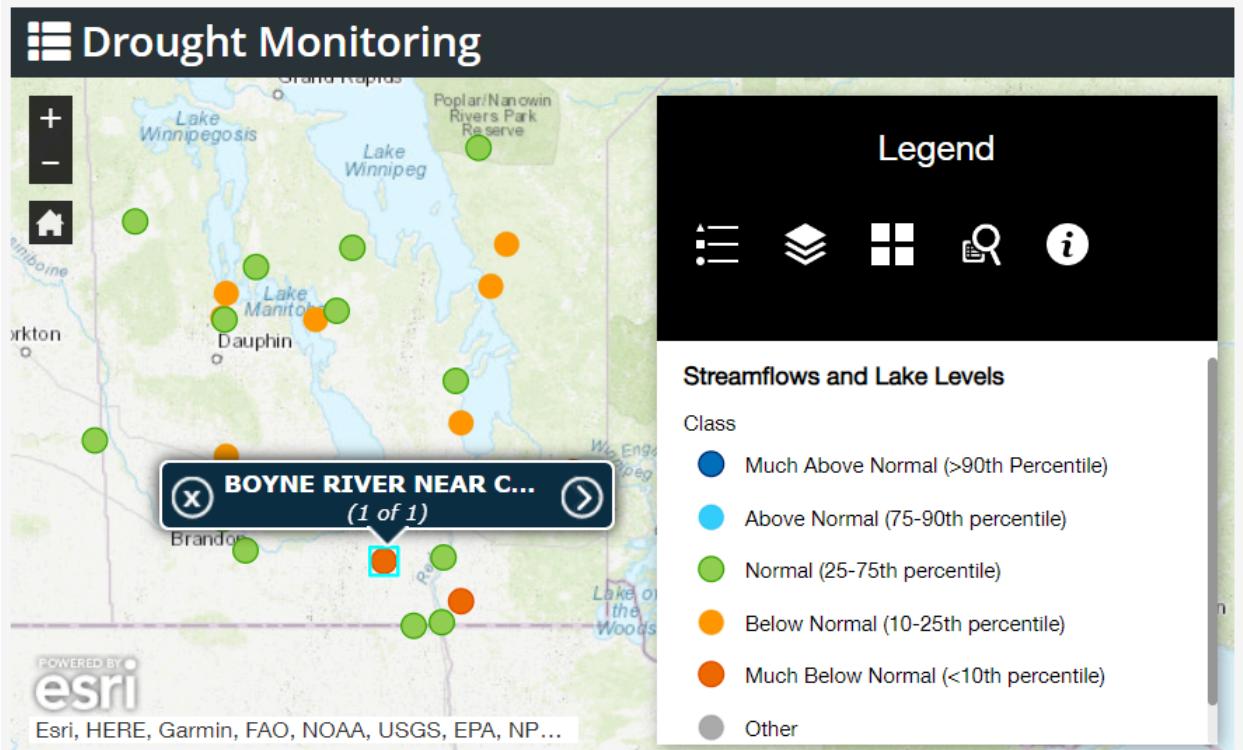 Drought Monitoring
Grand Rapids
Poplar/Nanowin
Rivers Park
Reserve
+
Lake
Winnipegosis
−
Lake
Winnipeg
Legend
Lake
Manitoba
Dauphin
Streamflows and Lake Levels
Class
Much Above Normal (>90th Percentile)
BOYNE RIVER NEAR C...
(1 of 1)
Above Normal (75-90th percentile)
Brandon
Normal (25-75th percentile)
Lake of
the
Woods
Below Normal (10-25th percentile)
POWERED BY
esri
Much Below Normal (<10th percentile)
Esri, HERE, Garmin, FAO, NOAA, USGS, EPA, NP...
Other